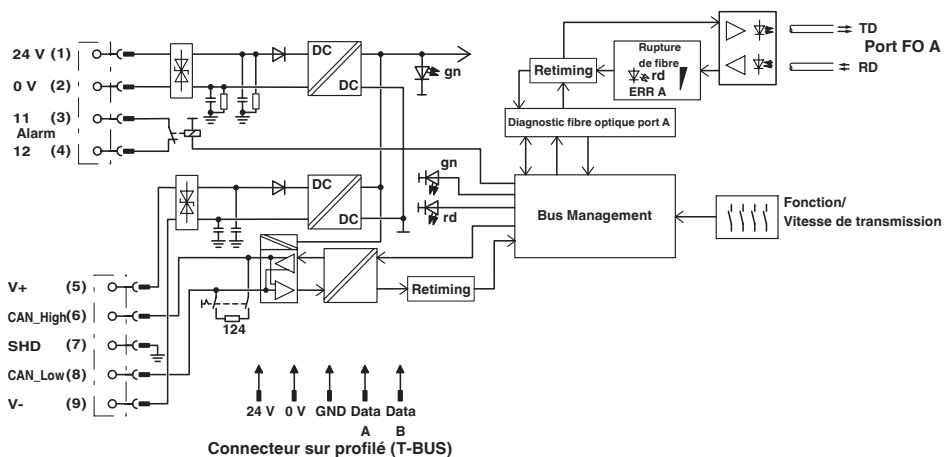 24 V (1)
0 V (2)
11 (3)
Alarm
12 (4)
DC
DC
gn
Retiming
Rupture
de fibre
rd
ERR A
TD
Port FO A
RD
Diagnostic fibre optique port A
DC
DC
gn
rd
Bus Management
Fonction/
Vitesse de transmission
V+ (5)
CAN_High(6)
SHD (7)
CAN_Low(8)
V- (9)
124
Retiming
24 V 0 V GND Data Data
A B
Connecteur sur profilé (T-BUS)